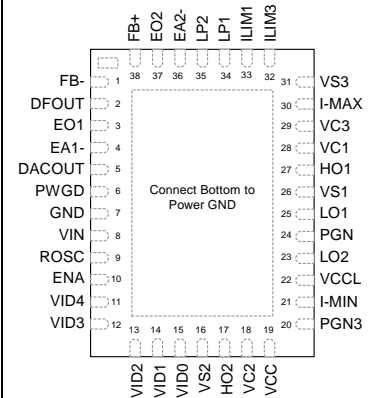 FB+ EO2 EA2- LP2 LP1 ILIM1 ILIM3
38 37 36 35 34 33 32
FB- 1
DFOUT 2
EO1 3
EA1- 4
DACOUT 5
PWGD 6
GND 7
VIN 8
ROSC 9
ENA 10
VID4 11
VID3 12
Connect Bottom to
Power GND
31 VS3
30 I-MAX
29 VC3
28 VC1
27 HO1
26 VS1
25 LO1
24 PGN
23 LO2
22 VCCL
21 I-MIN
20 PGN3
13 14 15 16 17 18 19
VID2 VID1 VID0 VS2 HO2 VC2 VCC